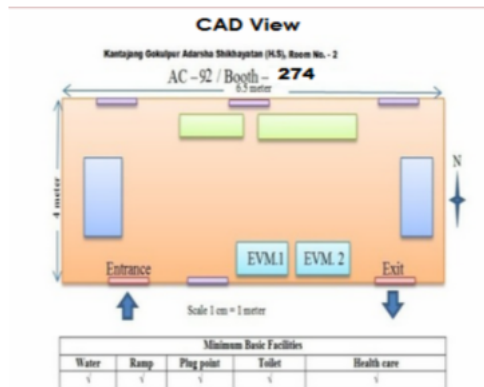 CAD View
Kantajang Gokulpur Adarsha Shikhayatan (H.S), Room No. - 2
AC – 92 / Booth – 274
6.5 meter
N
4 meter
EVM.1 EVM. 2
Entrance Exit
Scale 1 cm = 1 meter
Minimum Basic Facilities
Water Ramp Plug point Toilet Health care
√ √ √ √ √